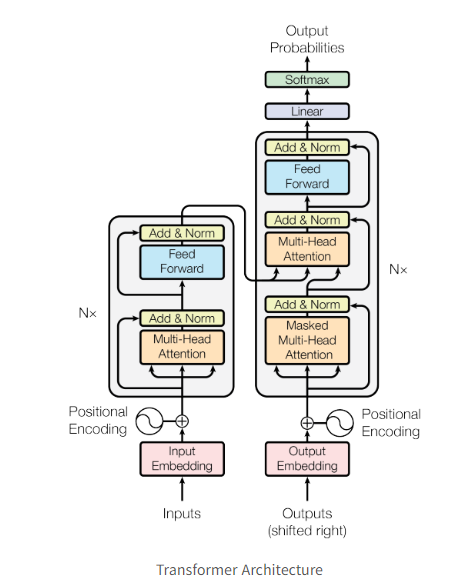 Output
Probabilities
Softmax
Linear
Add & Norm
Feed
Forward
Add & Norm
Multi-Head
Attention
Add & Norm
Masked
Multi-Head
Attention
N×
Add & Norm
Feed
Forward
Add & Norm
Multi-Head
Attention
N×
Positional
Encoding
Positional
Encoding
Input
Embedding
Output
Embedding
Inputs
Outputs
(shifted right)
Transformer Architecture